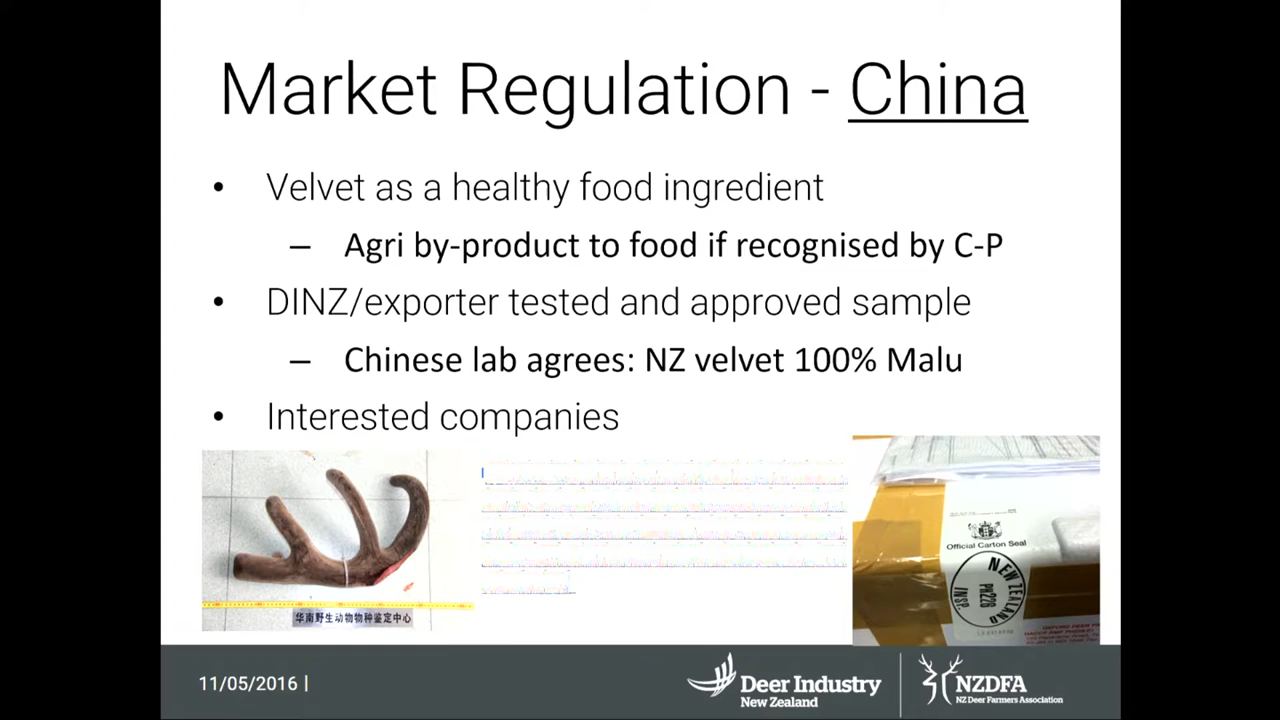 Market Regulation - China
• Velvet as a healthy food ingredient
– Agri by-product to food if recognised by C-P
• DINZ/exporter tested and approved sample
– Chinese lab agrees: NZ velvet 100% Malu
• Interested companies
华南野生动物物种鉴定中心
Official Carton Seal
NEW ZEALAND
PH226
INSP.
11/05/2016 |
Deer Industry
New Zealand
NZDFA
NZ Deer Farmers Association